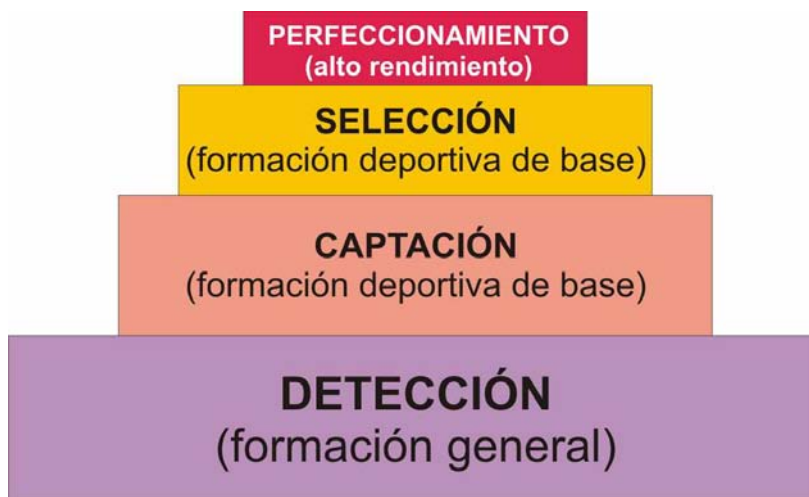 PERFECCIONAMIENTO
(alto rendimiento)
SELECCIÓN
(formación deportiva de base)
CAPTACIÓN
(formación deportiva de base)
DETECCIÓN
(formación general)